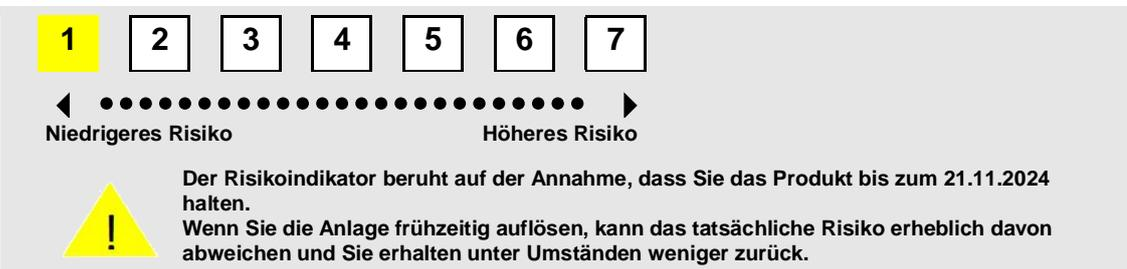 1 2 3 4 5 6 7
Niedrigeres Risiko Höheres Risiko
Der Risikoindikator beruht auf der Annahme, dass Sie das Produkt bis zum 21.11.2024
halten.
! Wenn Sie die Anlage frühzeitig auflösen, kann das tatsächliche Risiko erheblich davon
abweichen und Sie erhalten unter Umständen weniger zurück.